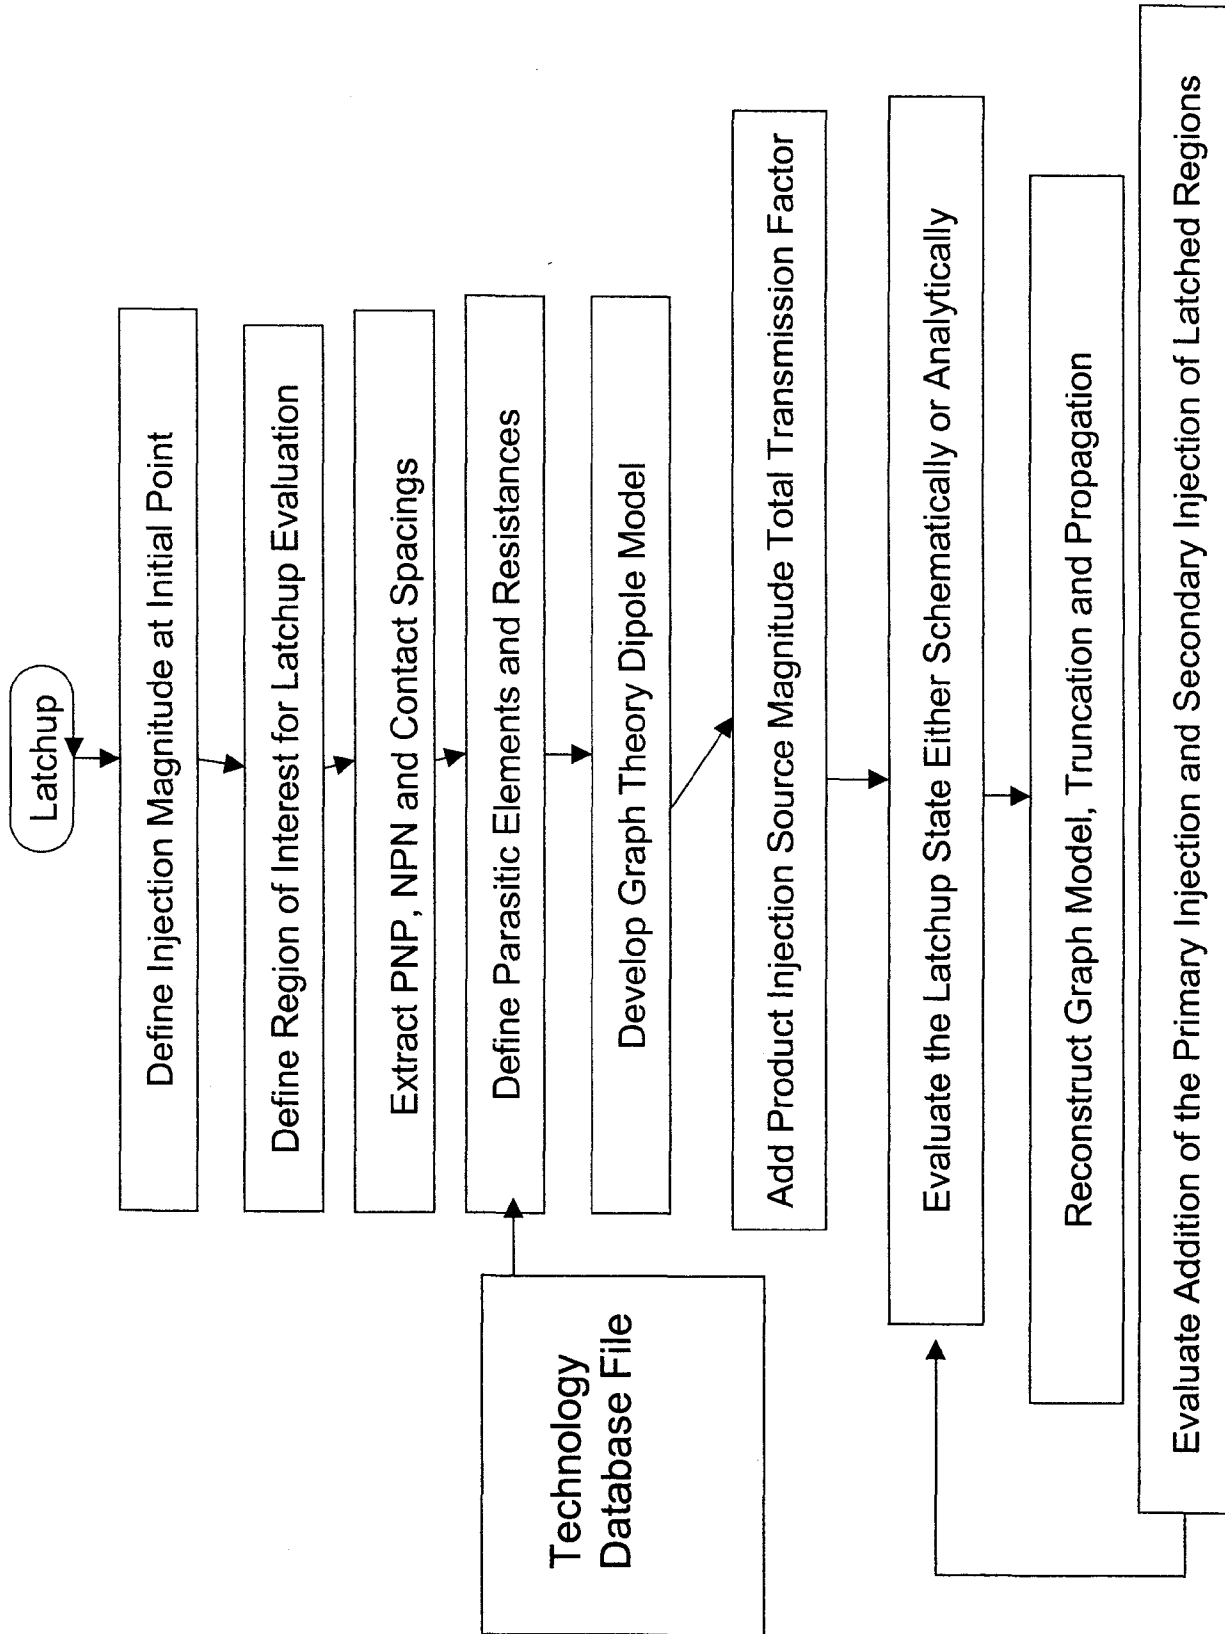 Latchup
Define Injection Magnitude at Initial Point
Define Region of Interest for Latchup Evaluation
Extract PNP, NPN and Contact Spacings
Define Parasitic Elements and Resistances
Technology
Database File
Develop Graph Theory Dipole Model
Add Product Injection Source Magnitude Total Transmission Factor
Evaluate the Latchup State Either Schematically or Analytically
Reconstruct Graph Model, Truncation and Propagation
Evaluate Addition of the Primary Injection and Secondary Injection of Latched Regions